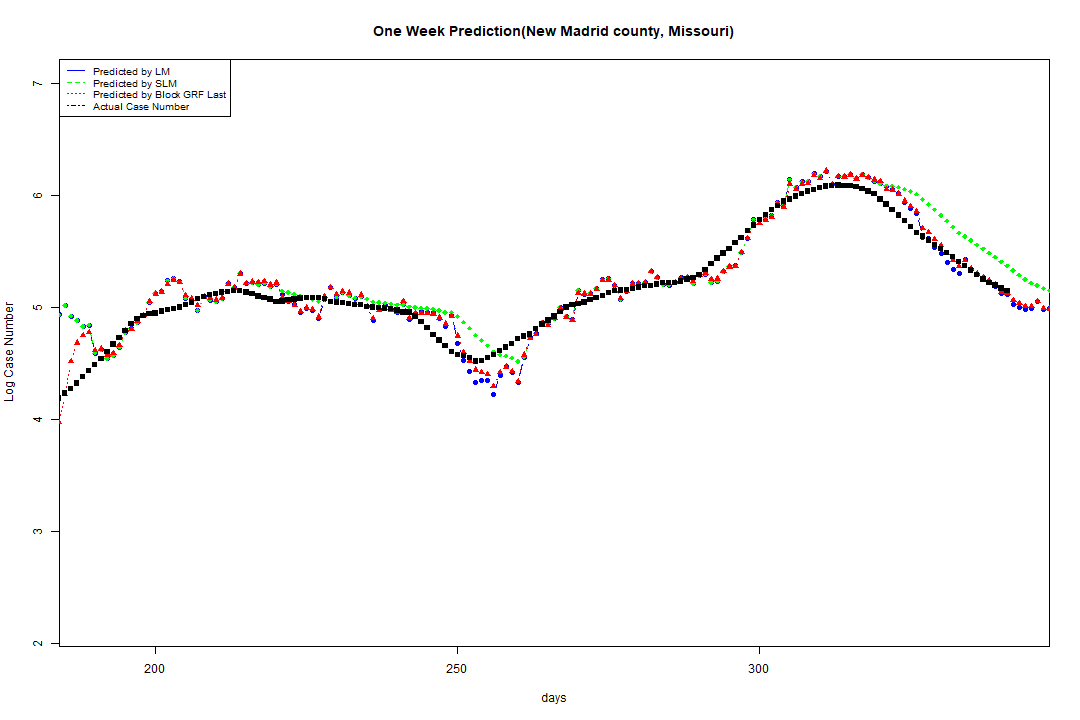 One Week Prediction(New Madrid county, Missouri)
Predicted by LM
Predicted by SLM
Predicted by Block GRF Last
Actual Case Number
7
6
5
4
3
2
Log Case Number
200
250
300
days